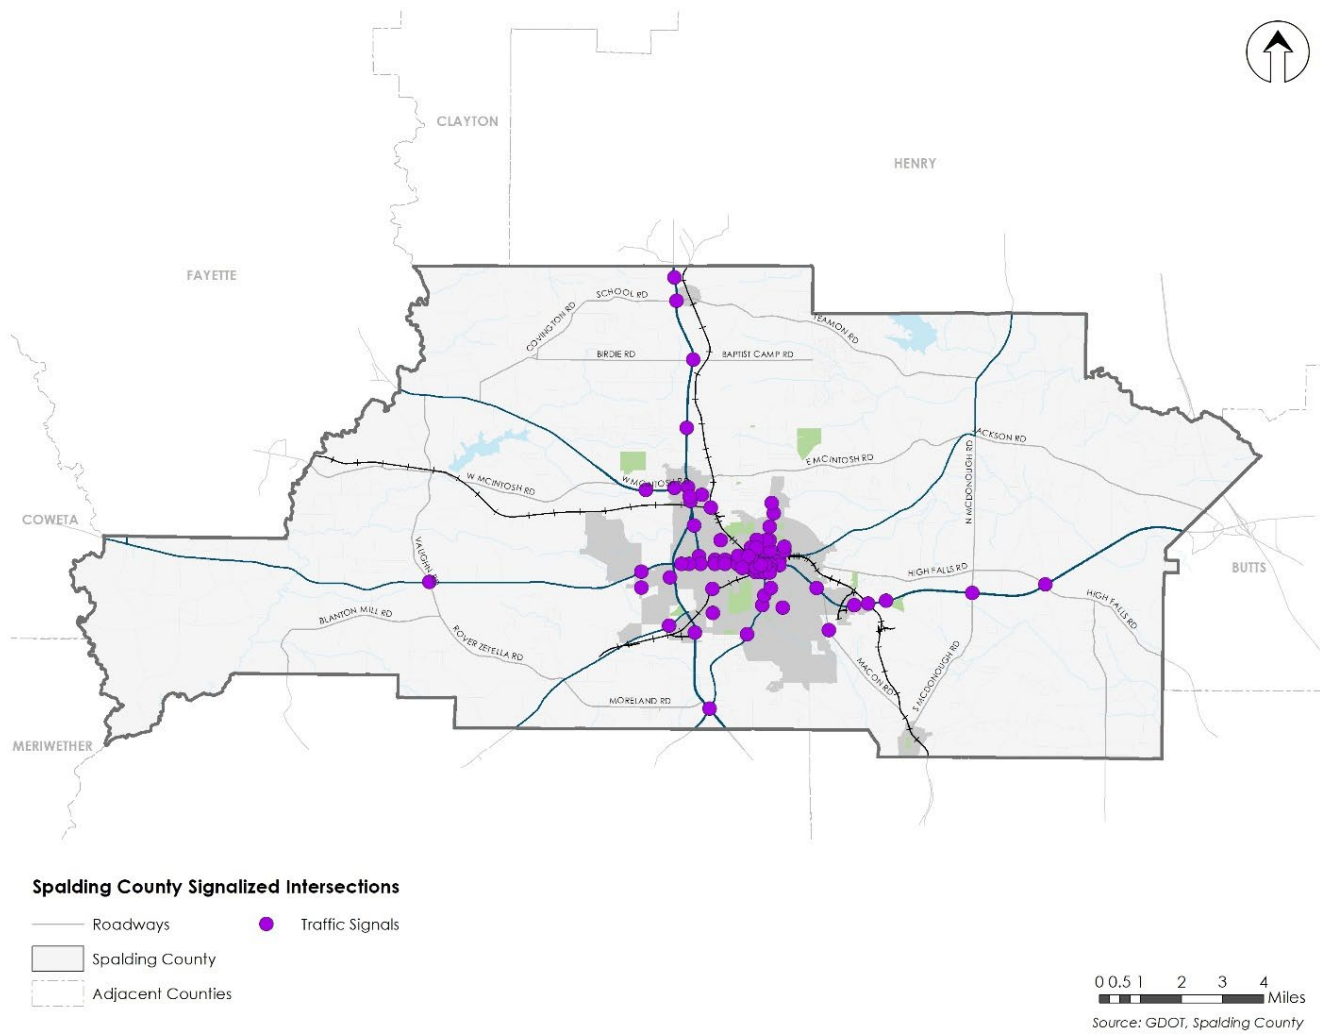 CLAYTON
HENRY
FAYETTE
SCHOOL RD
COVINGTON RD
TEAMON RD
BIRDIE RD
BAPTIST CAMP RD
JACKSON RD
E MCINTOSH RD
W MCINTOSH RD
W MCINTOSH RD
N MCDONOUGH RD
COWETA
VAUGHN RD
HIGH FALLS RD
BUTTS
HIGH FALLS RD
BLANTON MILL RD
ROVER ZETELLA RD
MACON RD
S MCDONOUGH RD
MORELAND RD
MERIWETHER
Spalding County Signalized Intersections
Roadways
Traffic Signals
Spalding County
Adjacent Counties
0 0.5 1 2 3 4
Miles
Source: GDOT, Spalding County